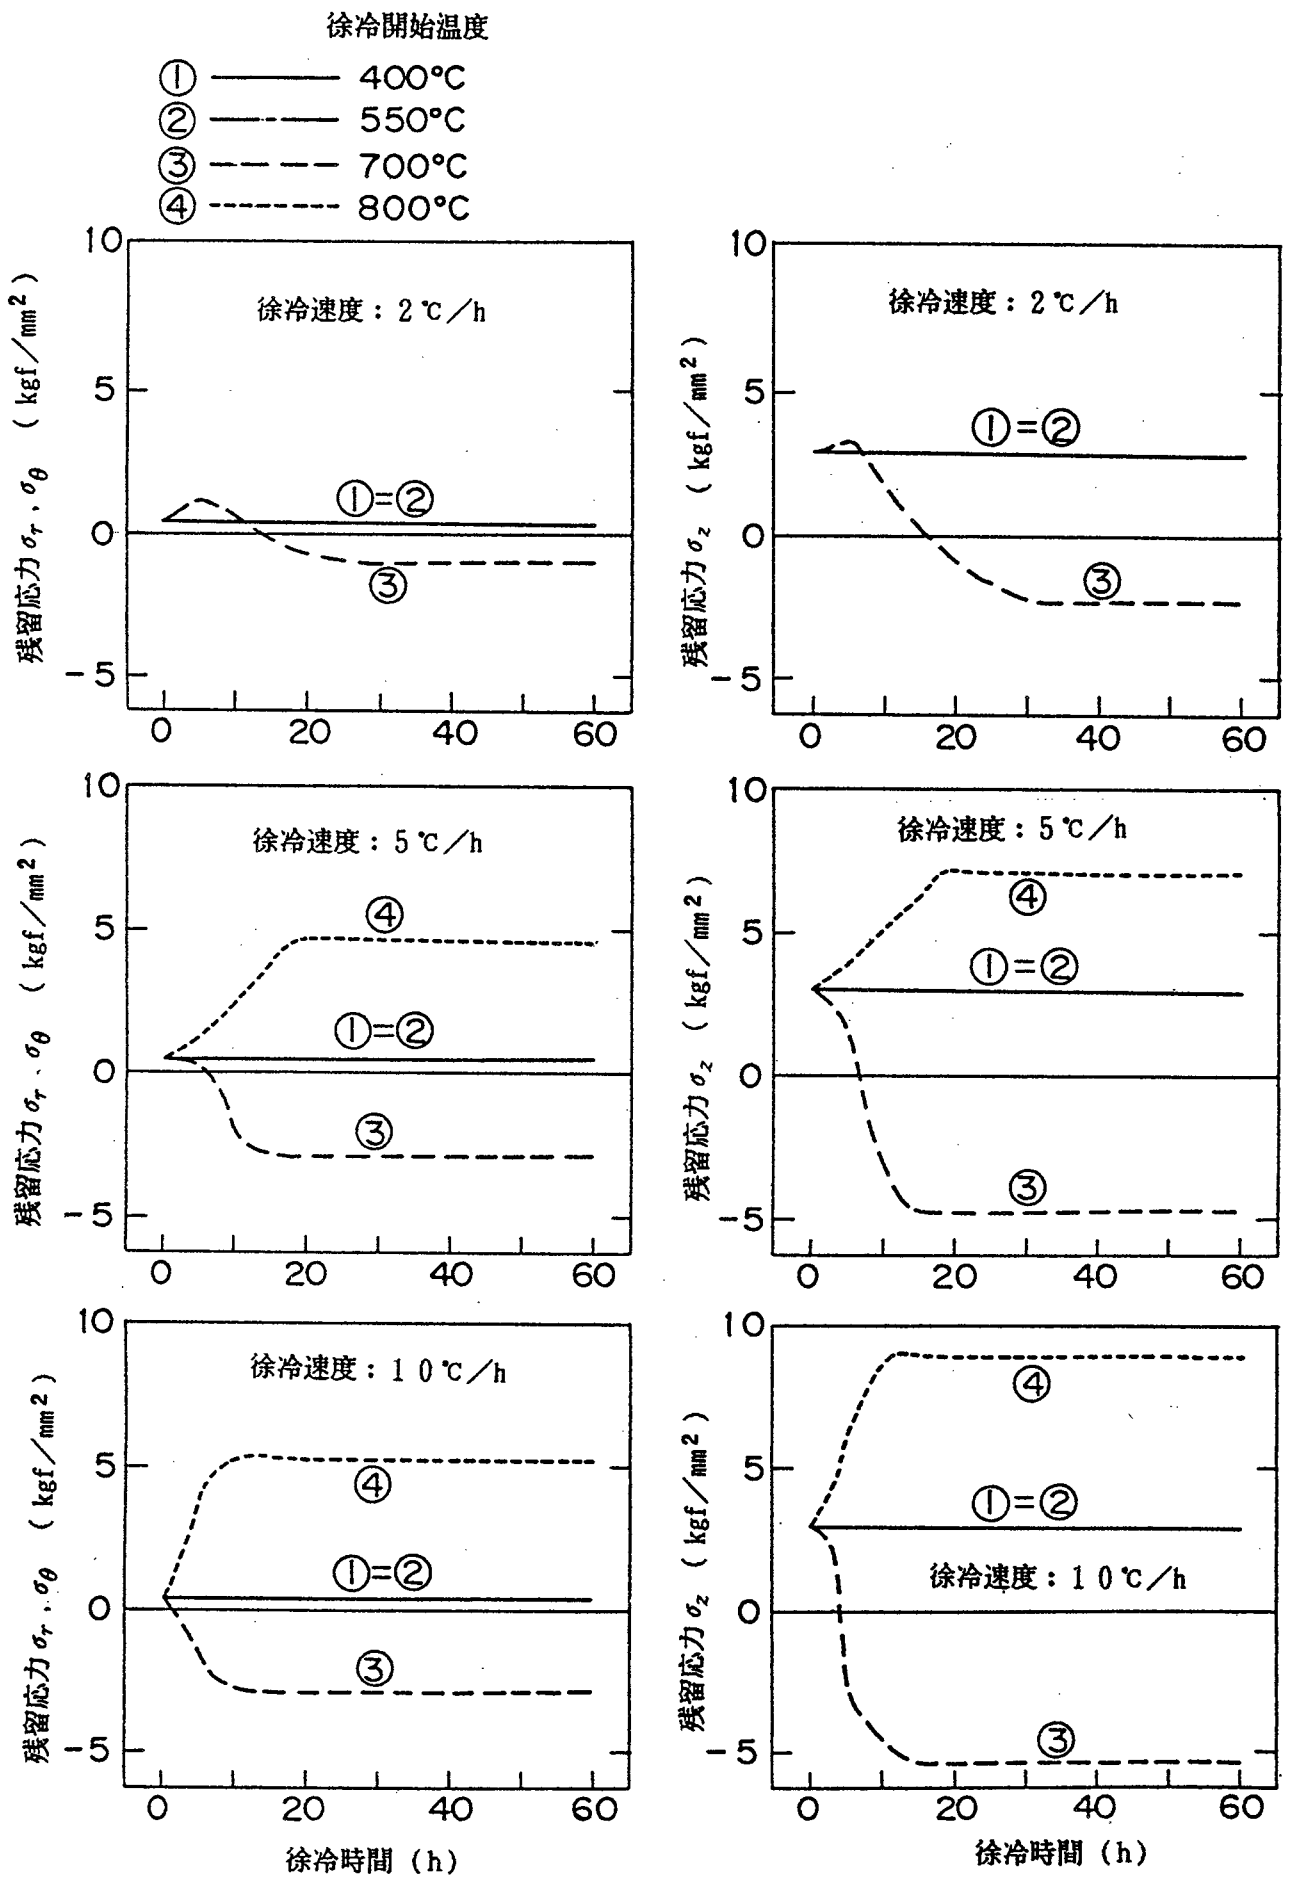 徐冷開始温度
① 400°C
② 550°C
③ 700°C
④ 800°C
残留応力 σr、σθ (kgf/mm²)
10
5
0
-5
徐冷速度：2℃/h
①=②
③
0 20 40 60
残留応力 σz (kgf/mm²)
10
5
0
-5
徐冷速度：2℃/h
①=②
③
0 20 40 60
残留応力 σr、σθ (kgf/mm²)
10
5
0
-5
徐冷速度：5℃/h
④
①=②
③
0 20 40 60
残留応力 σz (kgf/mm²)
10
5
0
-5
徐冷速度：5℃/h
④
①=②
③
0 20 40 60
残留応力 σr、σθ (kgf/mm²)
10
5
0
-5
徐冷速度：10℃/h
④
①=②
③
0 20 40 60
徐冷時間 (h)
残留応力 σz (kgf/mm²)
10
5
0
-5
④
①=②
徐冷速度：10℃/h
③
0 20 40 60
徐冷時間 (h)